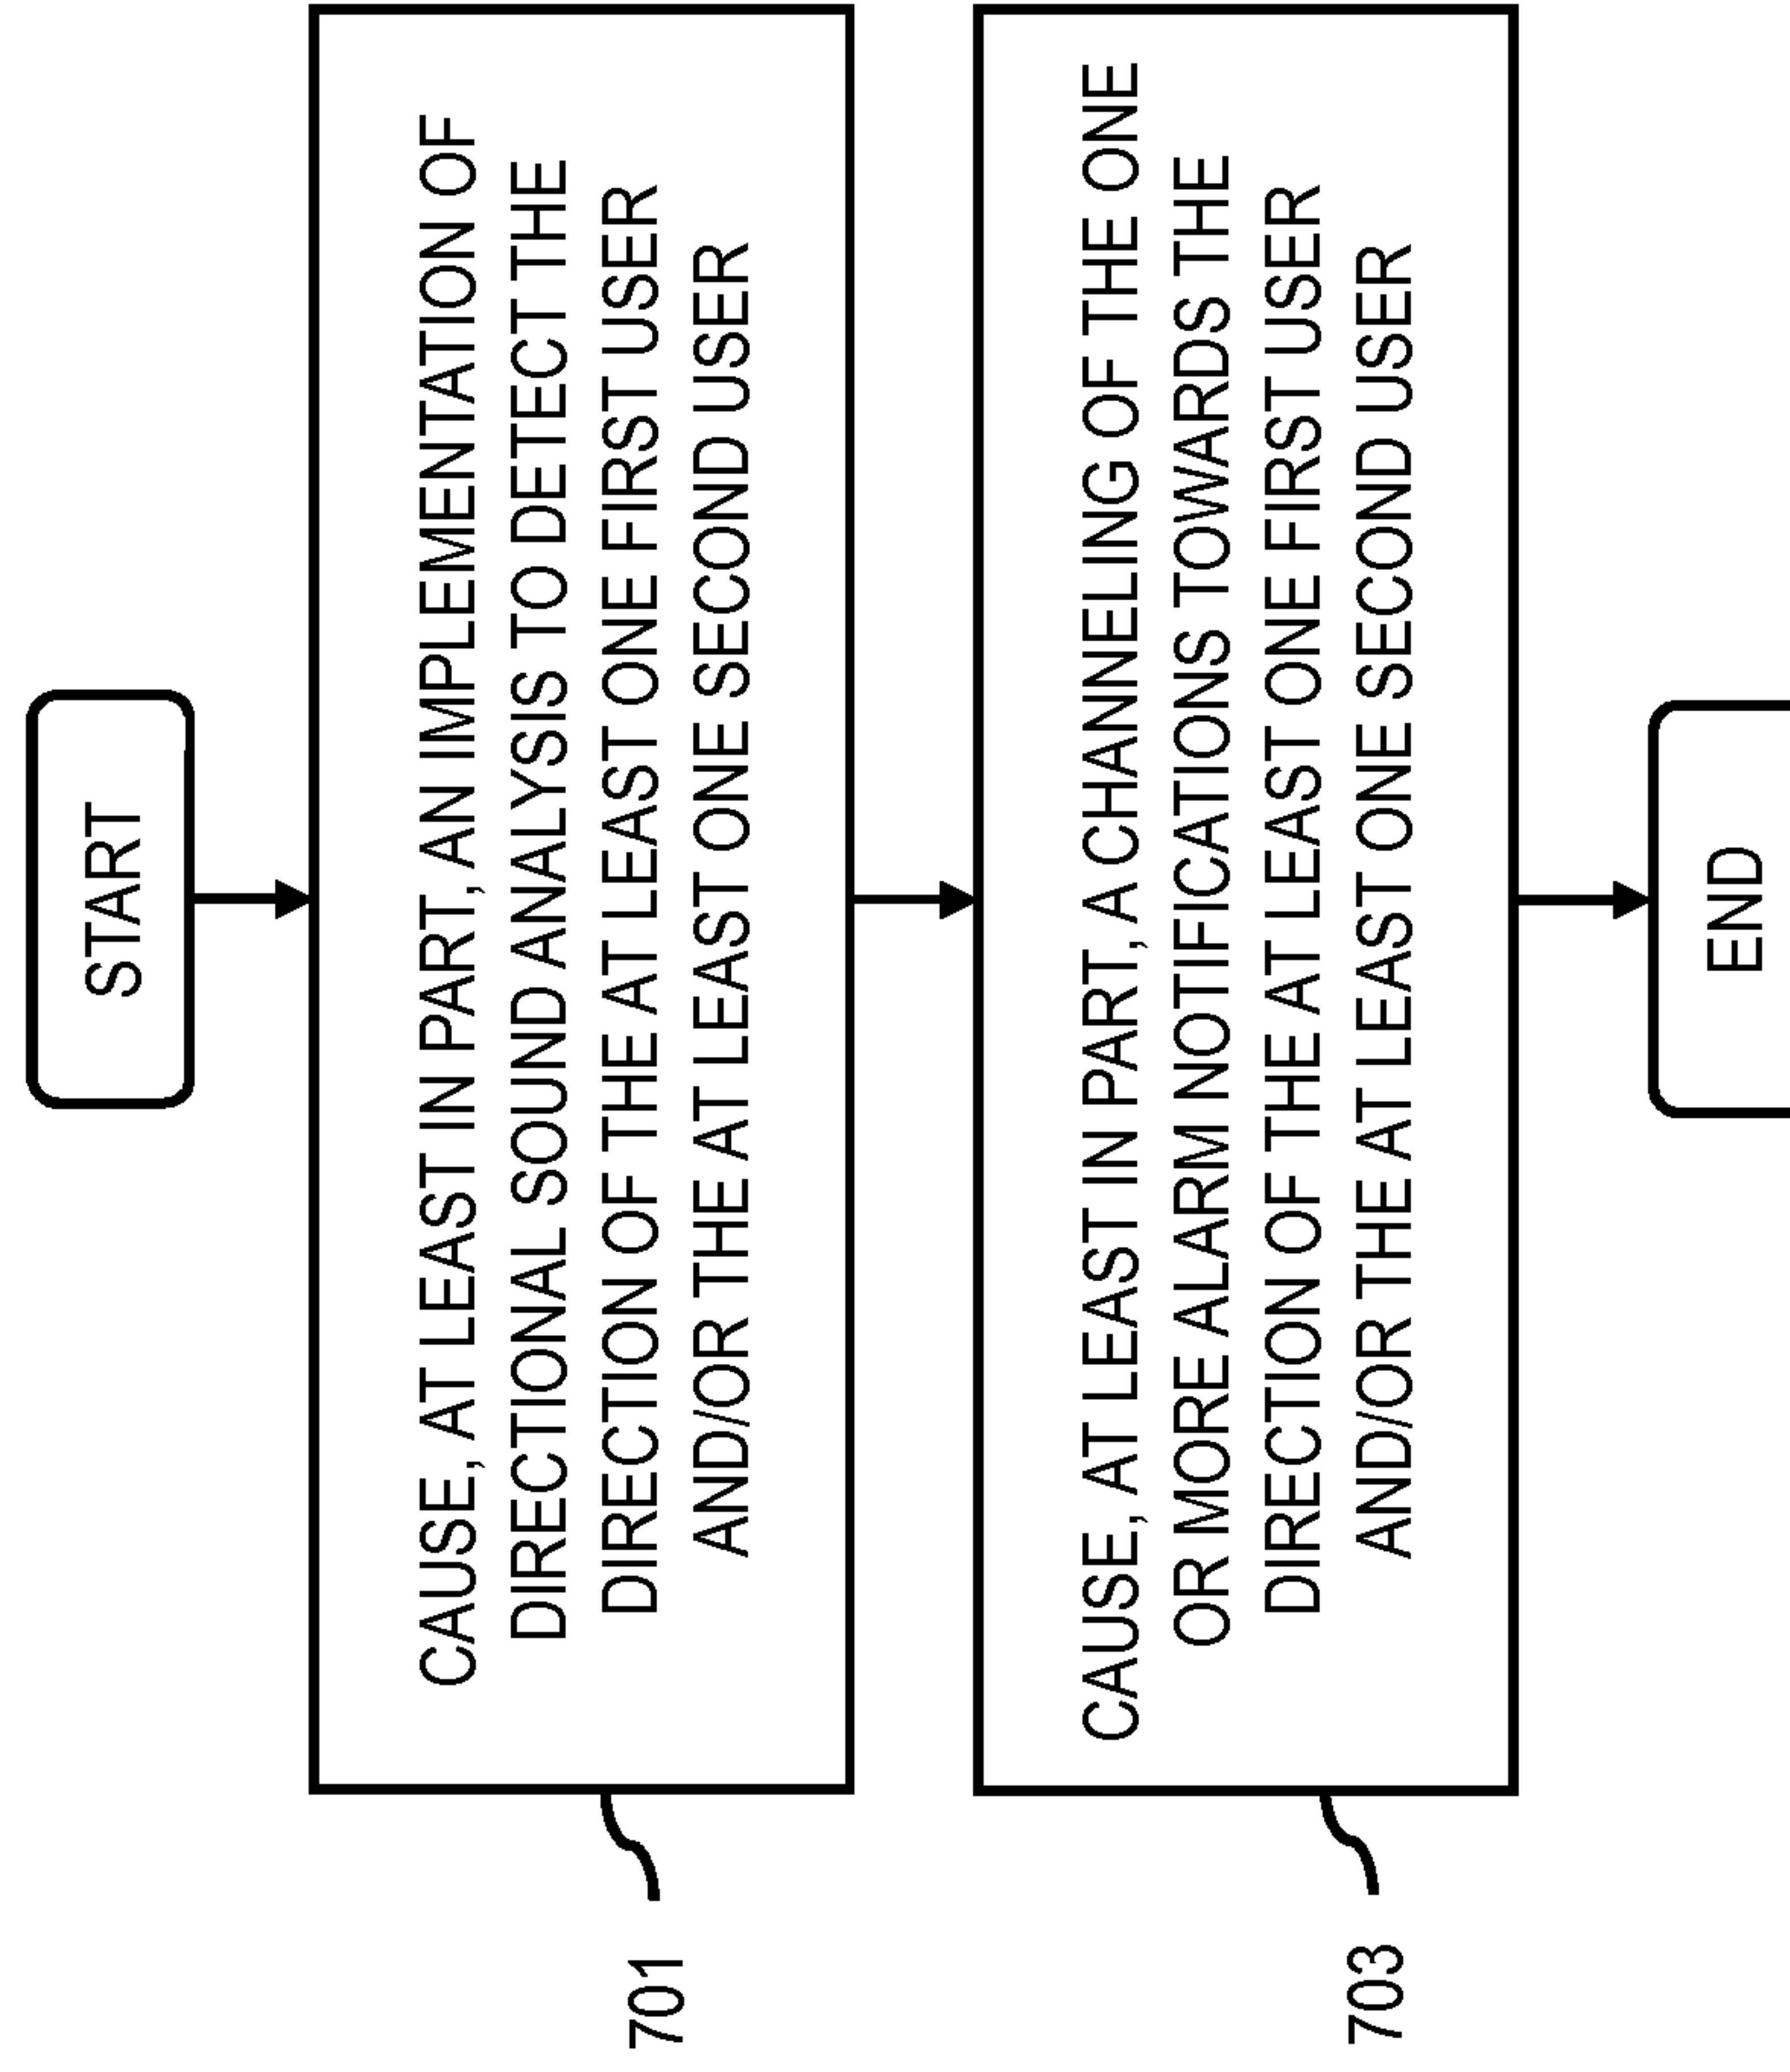 START
CAUSE, AT LEAST IN PART, AN IMPLEMENTATION OF
DIRECTIONAL SOUND ANALYSIS TO DETECT THE
DIRECTION OF THE AT LEAST ONE FIRST USER
AND/OR THE AT LEAST ONE SECOND USER
701
CAUSE, AT LEAST IN PART, A CHANNELING OF THE ONE
OR MORE ALARM NOTIFICATIONS TOWARDS THE
DIRECTION OF THE AT LEAST ONE FIRST USER
AND/OR THE AT LEAST ONE SECOND USER
703
END